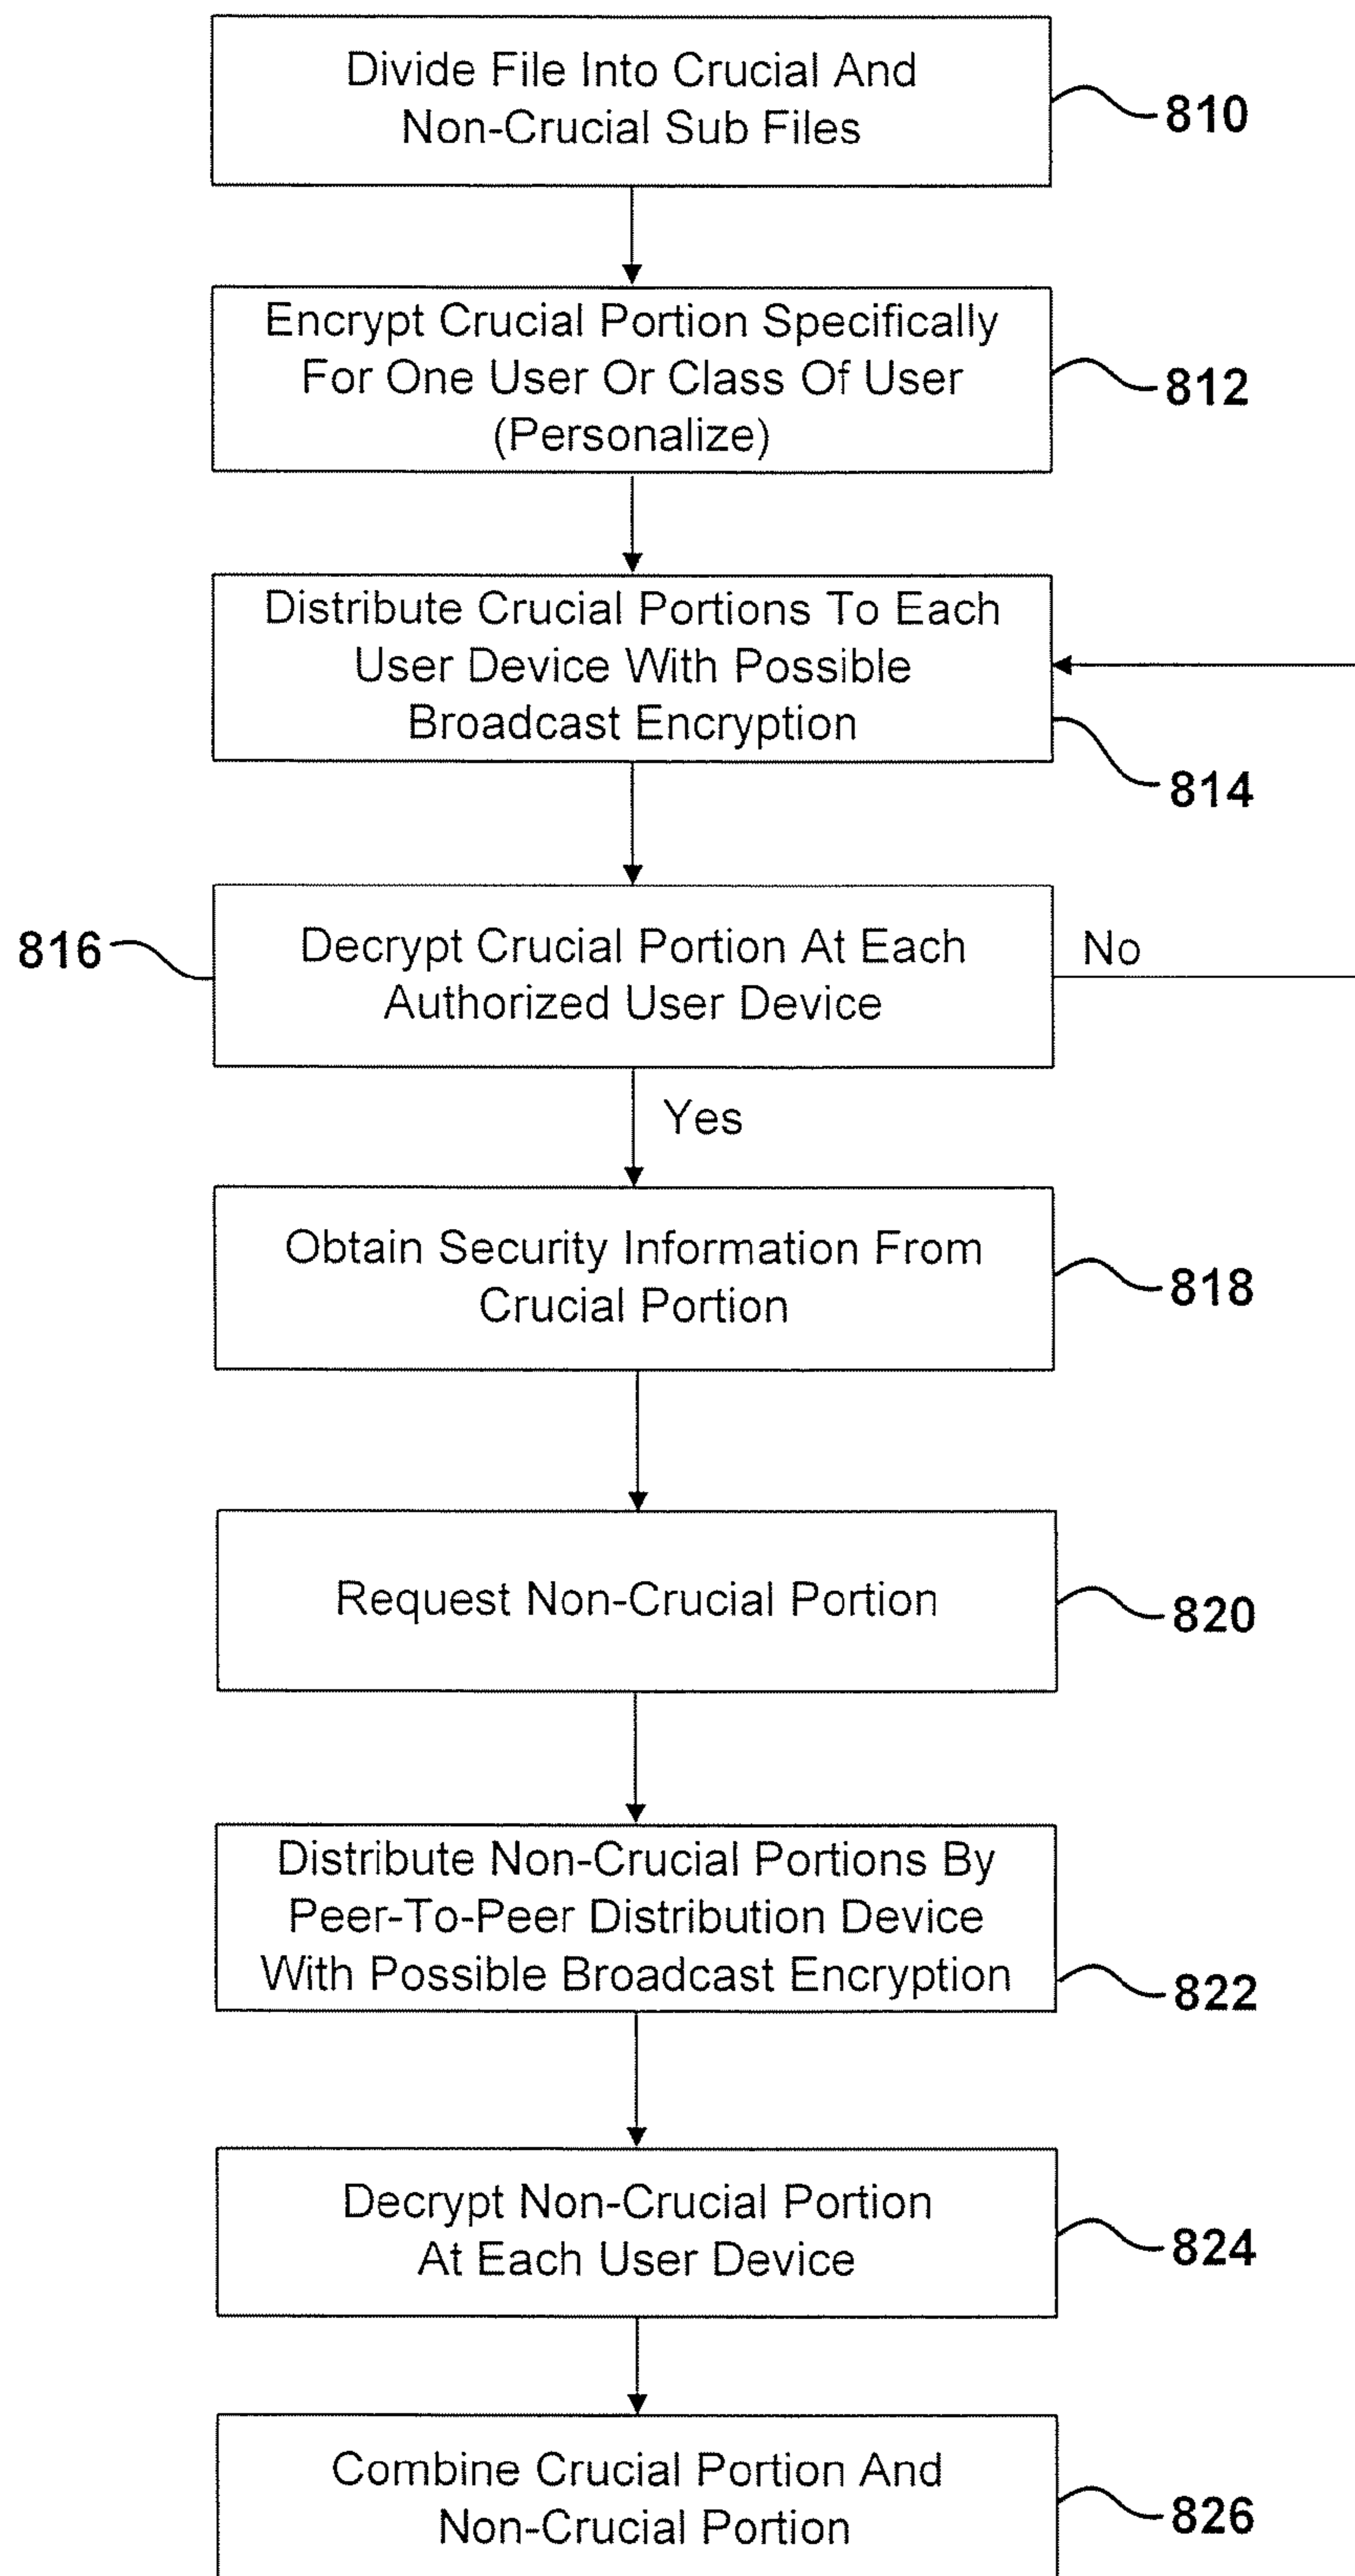 Divide File Into Crucial And
Non-Crucial Sub Files
810
Encrypt Crucial Portion Specifically
For One User Or Class Of User
(Personalize)
812
Distribute Crucial Portions To Each
User Device With Possible
Broadcast Encryption
814
816
Decrypt Crucial Portion At Each
Authorized User Device
No
Yes
Obtain Security Information From
Crucial Portion
818
Request Non-Crucial Portion
820
Distribute Non-Crucial Portions By
Peer-To-Peer Distribution Device
With Possible Broadcast Encryption
822
Decrypt Non-Crucial Portion
At Each User Device
824
Combine Crucial Portion And
Non-Crucial Portion
826